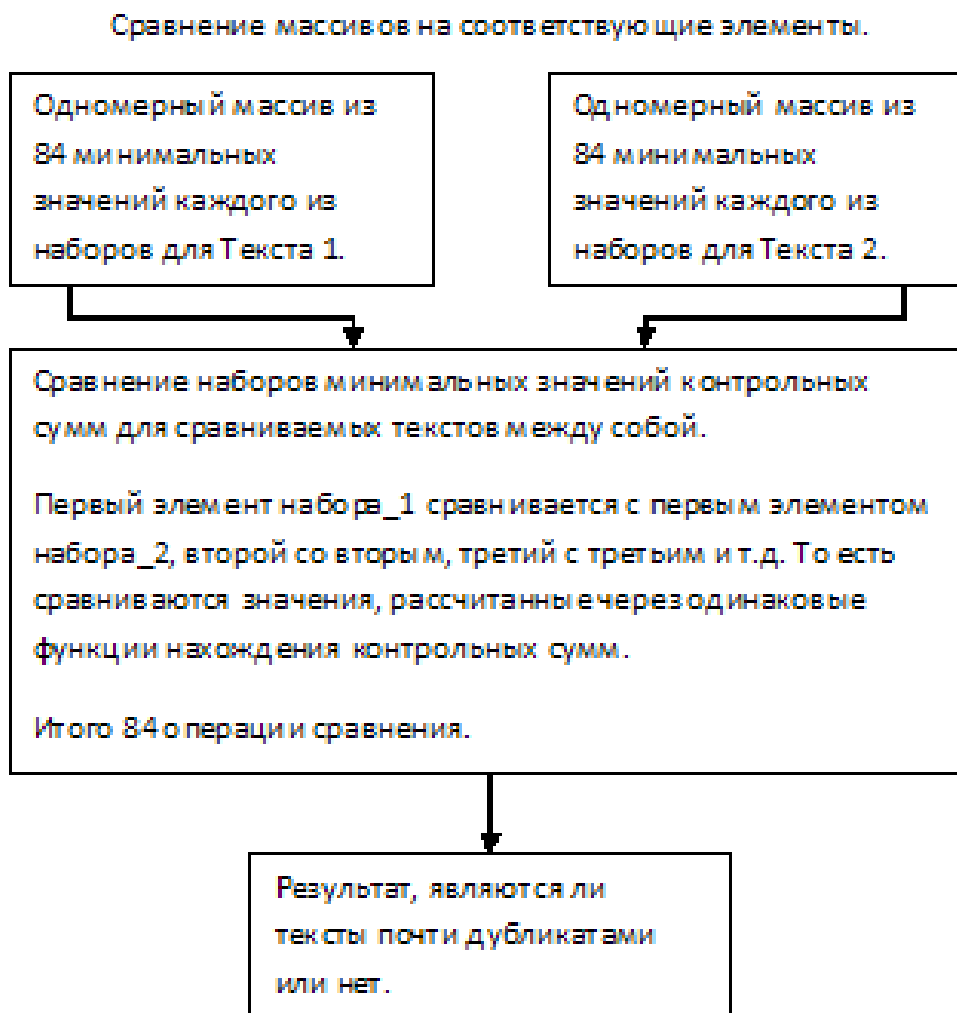 Сравнение массивов на соответствующие элементы.
Одномерный массив из
84 минимальных
значений каждого из
наборов для Текста 1.
Одномерный массив из
84 минимальных
значений каждого из
наборов для Текста 2.
Сравнение наборов минимальных значений контрольных
сумм для сравниваемых текстов между собой.
Первый элемент набора_1 сравнивается с первым элементом
набора_2, второй со вторым, третий с третьим и т.д. То есть
сравниваются значения, рассчитанные через одинаковые
функции нахождения контрольных сумм.
Итого 84 операции сравнения.
Результат, являются ли
тексты почти дубликатами
или нет.